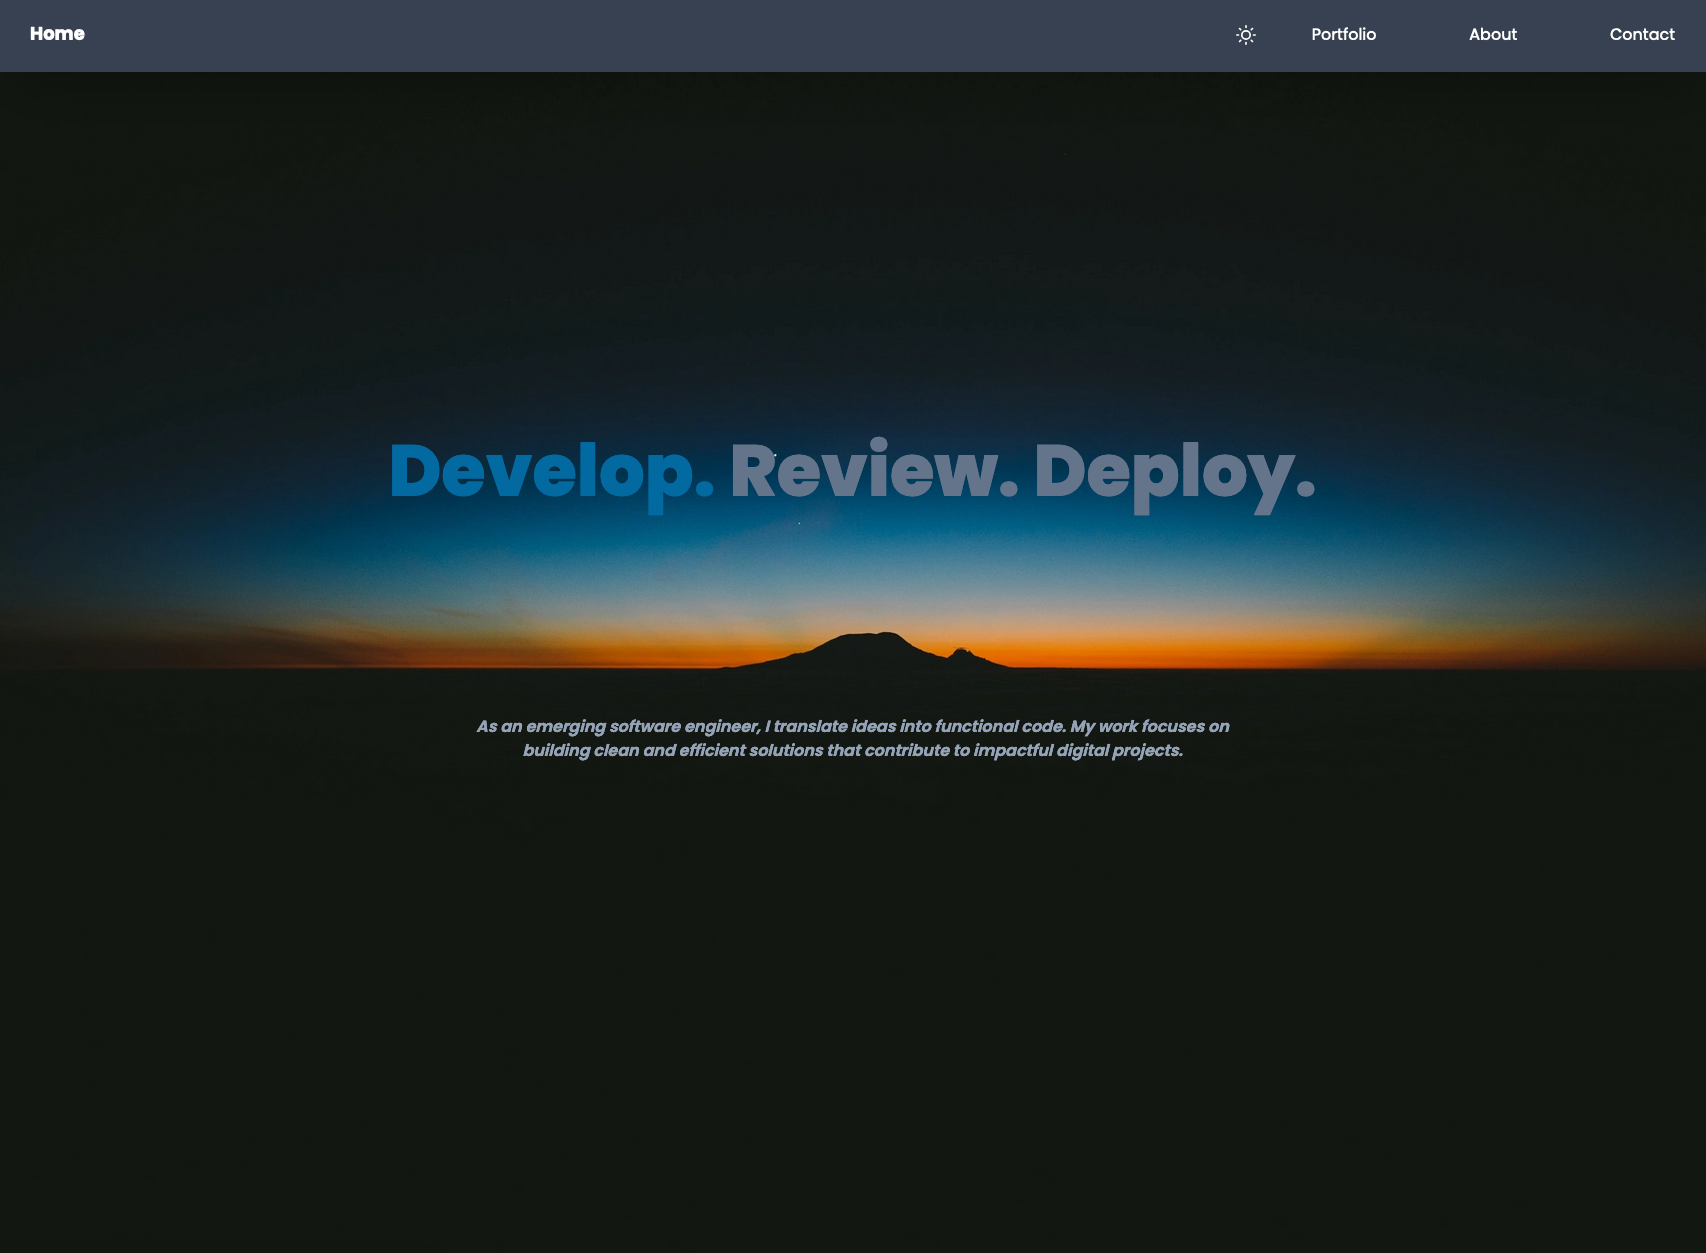 Home
Portfolio
About
Contact
Develop. Review. Deploy.
As an emerging software engineer, I translate ideas into functional code. My work focuses on
building clean and efficient solutions that contribute to impactful digital projects.